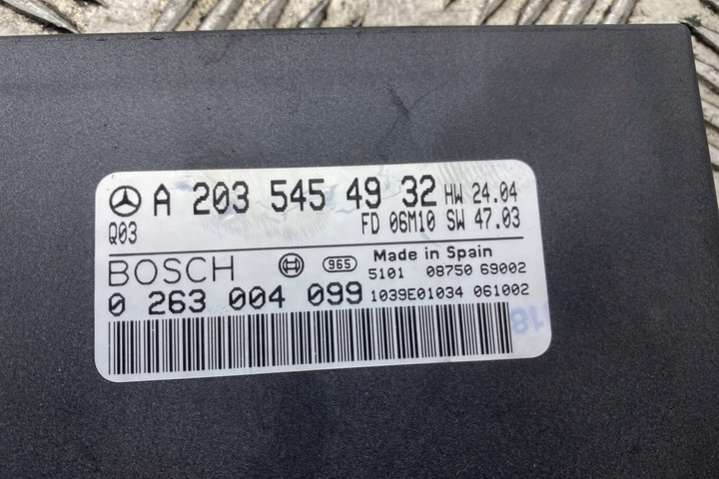 A 203 545 49 32 HW 24.04
Q03 FD 06M10 SW 47.03
BOSCH 965 Made in Spain
5101 08750 69002
0 263 004 099 1039E01034 061002
18